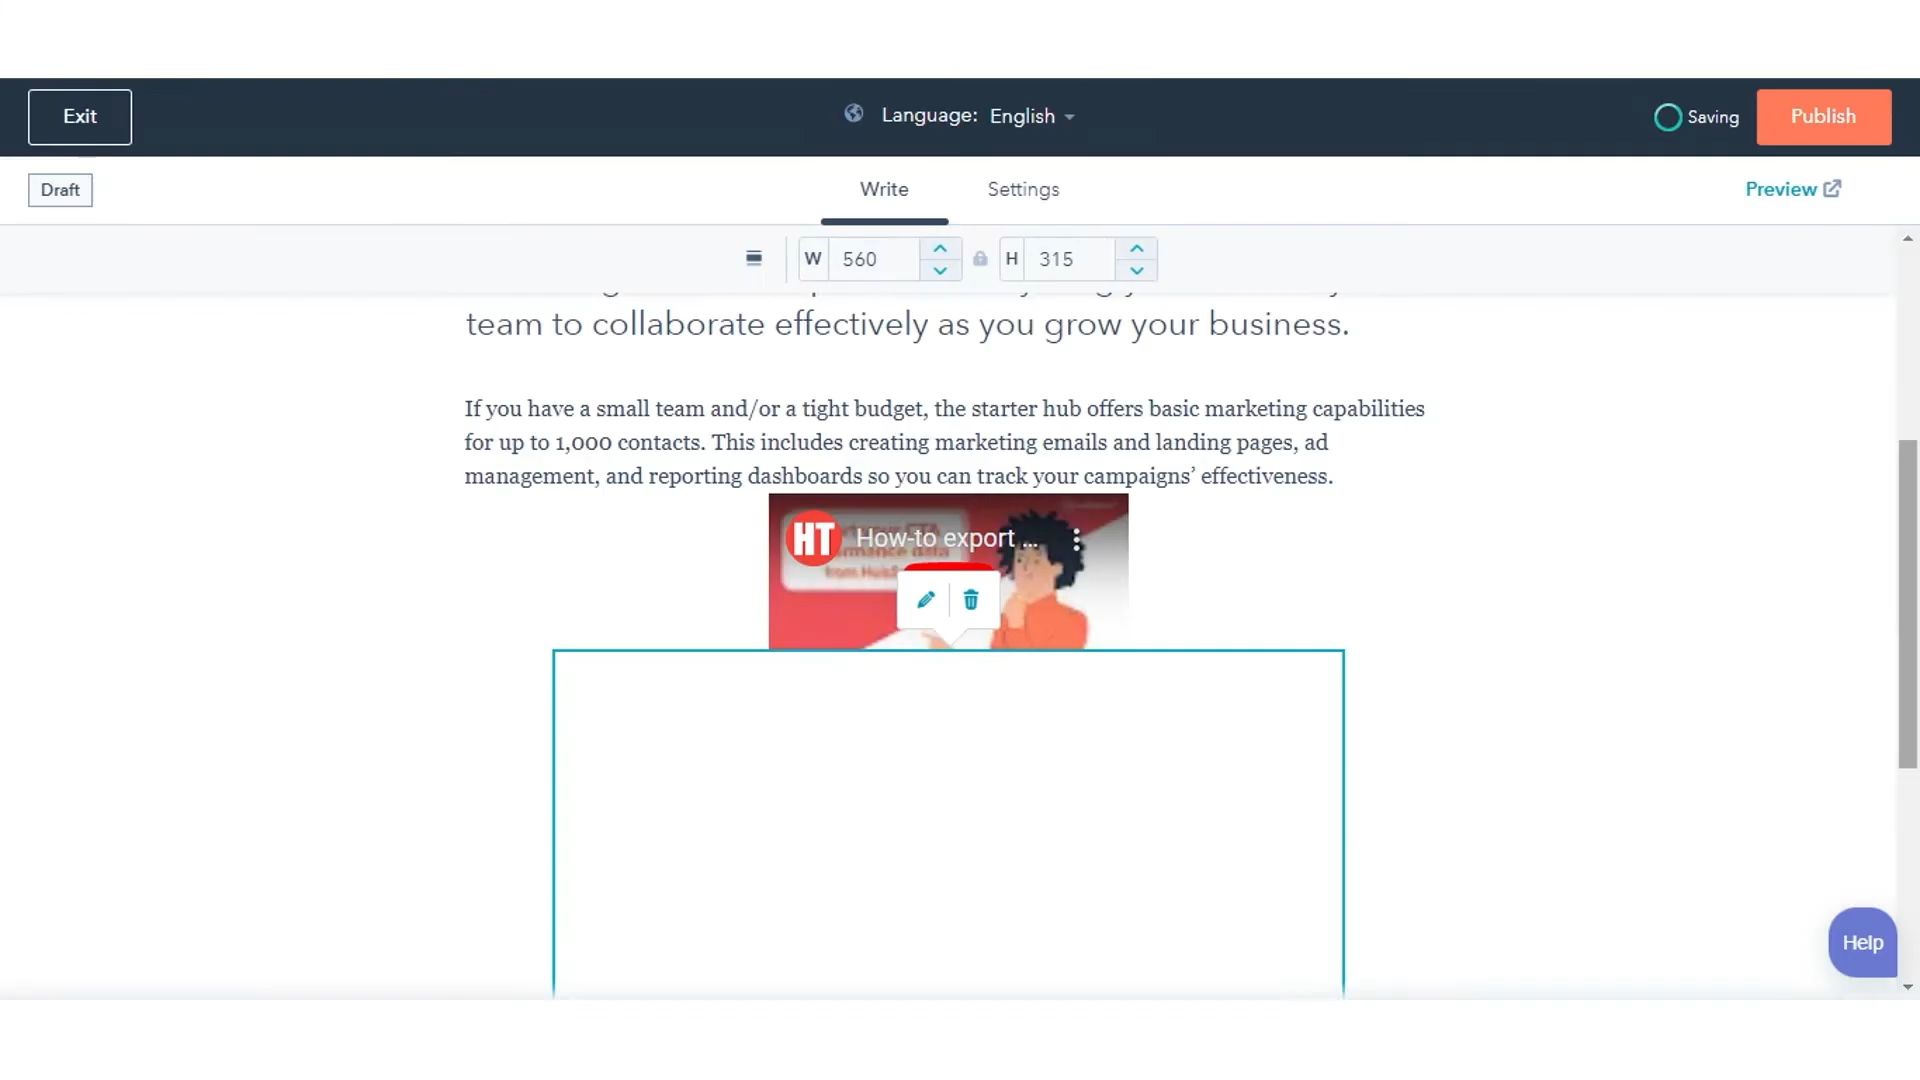 Exit
Language: English
Saving
Publish
Draft
Write
Settings
Preview
W 560
H 315
team to collaborate effectively as you grow your business.
If you have a small team and/or a tight budget, the starter hub offers basic marketing capabilities
for up to 1,000 contacts. This includes creating marketing emails and landing pages, ad
management, and reporting dashboards so you can track your campaigns’ effectiveness.
HT
How-to export ...
Help